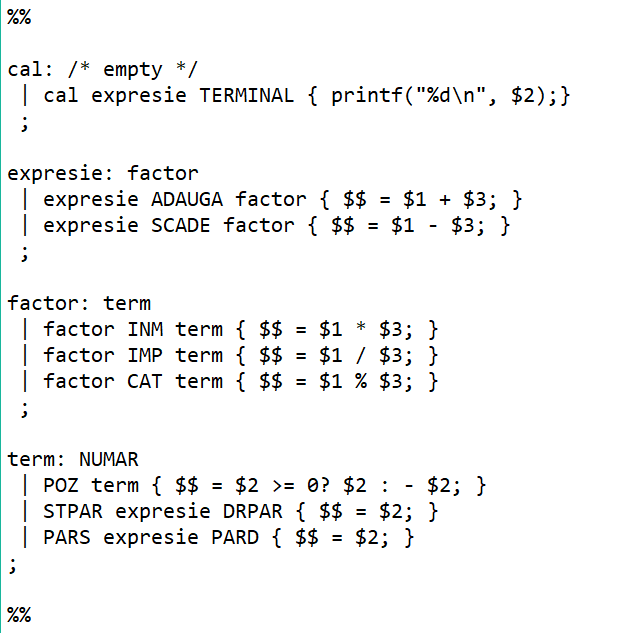 %%
cal: /* empty */
| cal expresie TERMINAL { printf("%d\n", $2);}
;
expresie: factor
| expresie ADAUGA factor { $$ = $1 + $3; }
| expresie SCADE factor { $$ = $1 - $3; }
;
factor: term
| factor INM term { $$ = $1 * $3; }
| factor IMP term { $$ = $1 / $3; }
| factor CAT term { $$ = $1 % $3; }
;
term: NUMAR
| POZ term { $$ = $2 >= 0? $2 : - $2; }
| STPAR expresie DRPAR { $$ = $2; }
| PARS expresie PARD { $$ = $2; }
;
%%